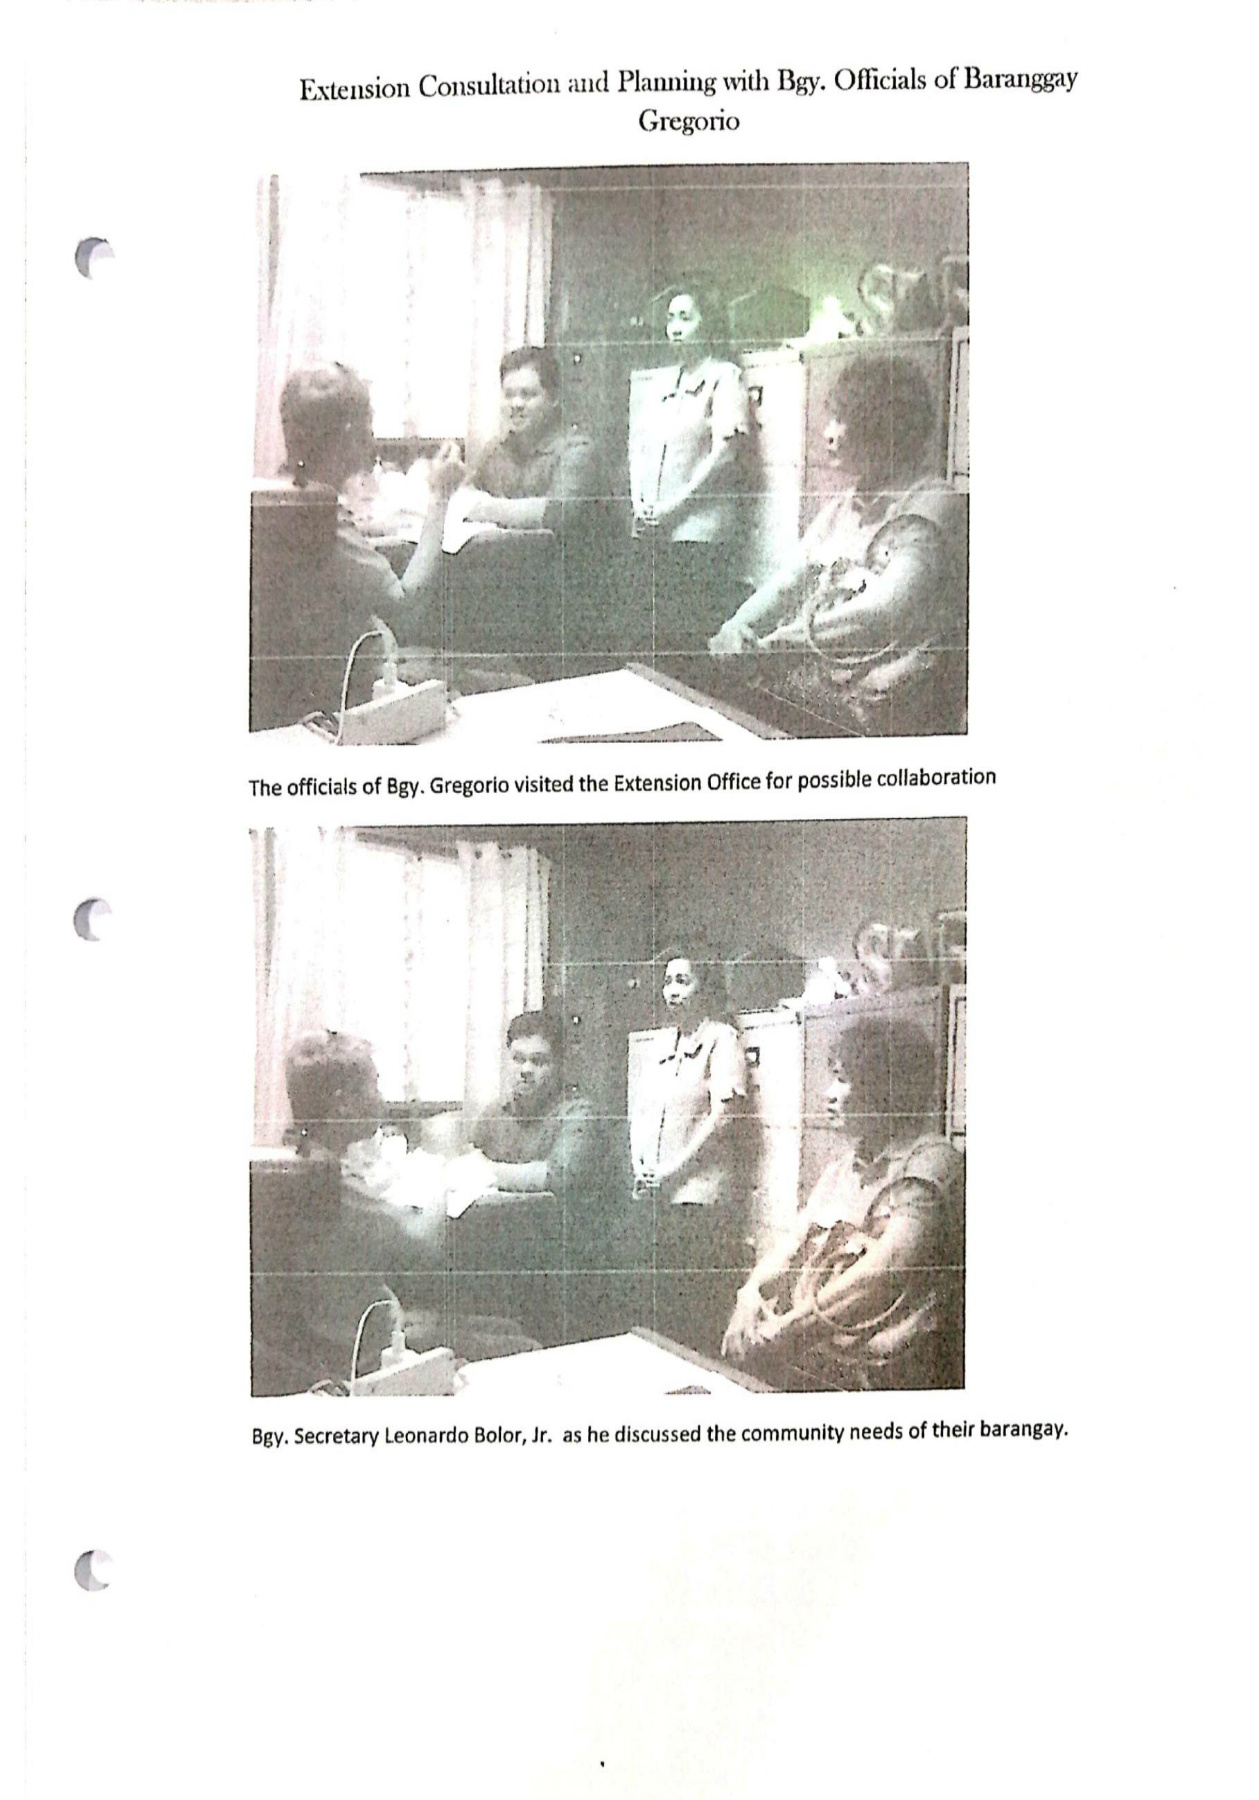 Extension Consultation and Planning with Bgy. Officials of Baranggay
Gregorio
The officials of Bgy. Gregorio visited the Extension Office for possible collaboration
Bgy. Secretary Leonardo Bolor, Jr. as he discussed the community needs of their barangay.